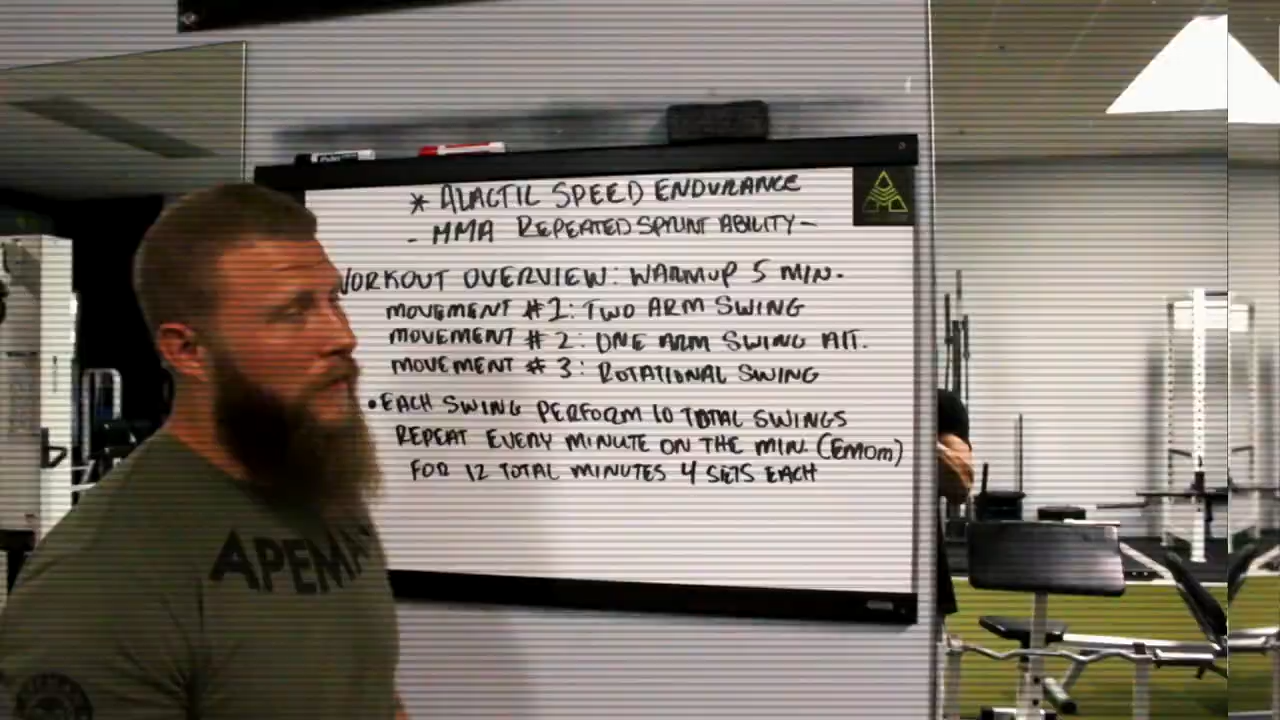 * ALACTIC SPEED ENDURANCE
- MMA REPEATED SPRINT ABILITY -
WORKOUT OVERVIEW: WARMUP 5 MIN.
MOVEMENT #1: TWO ARM SWING
MOVEMENT #2: ONE ARM SWING AlT.
MOVEMENT #3: ROTATIONAL SWING
• EACH SWING PERFORM 10 TOTAL SWINGS
REPEAT EVERY MINUTE ON THE MIN. (EMOM)
FOR 12 TOTAL MINUTES 4 SETS EACH
APEMA